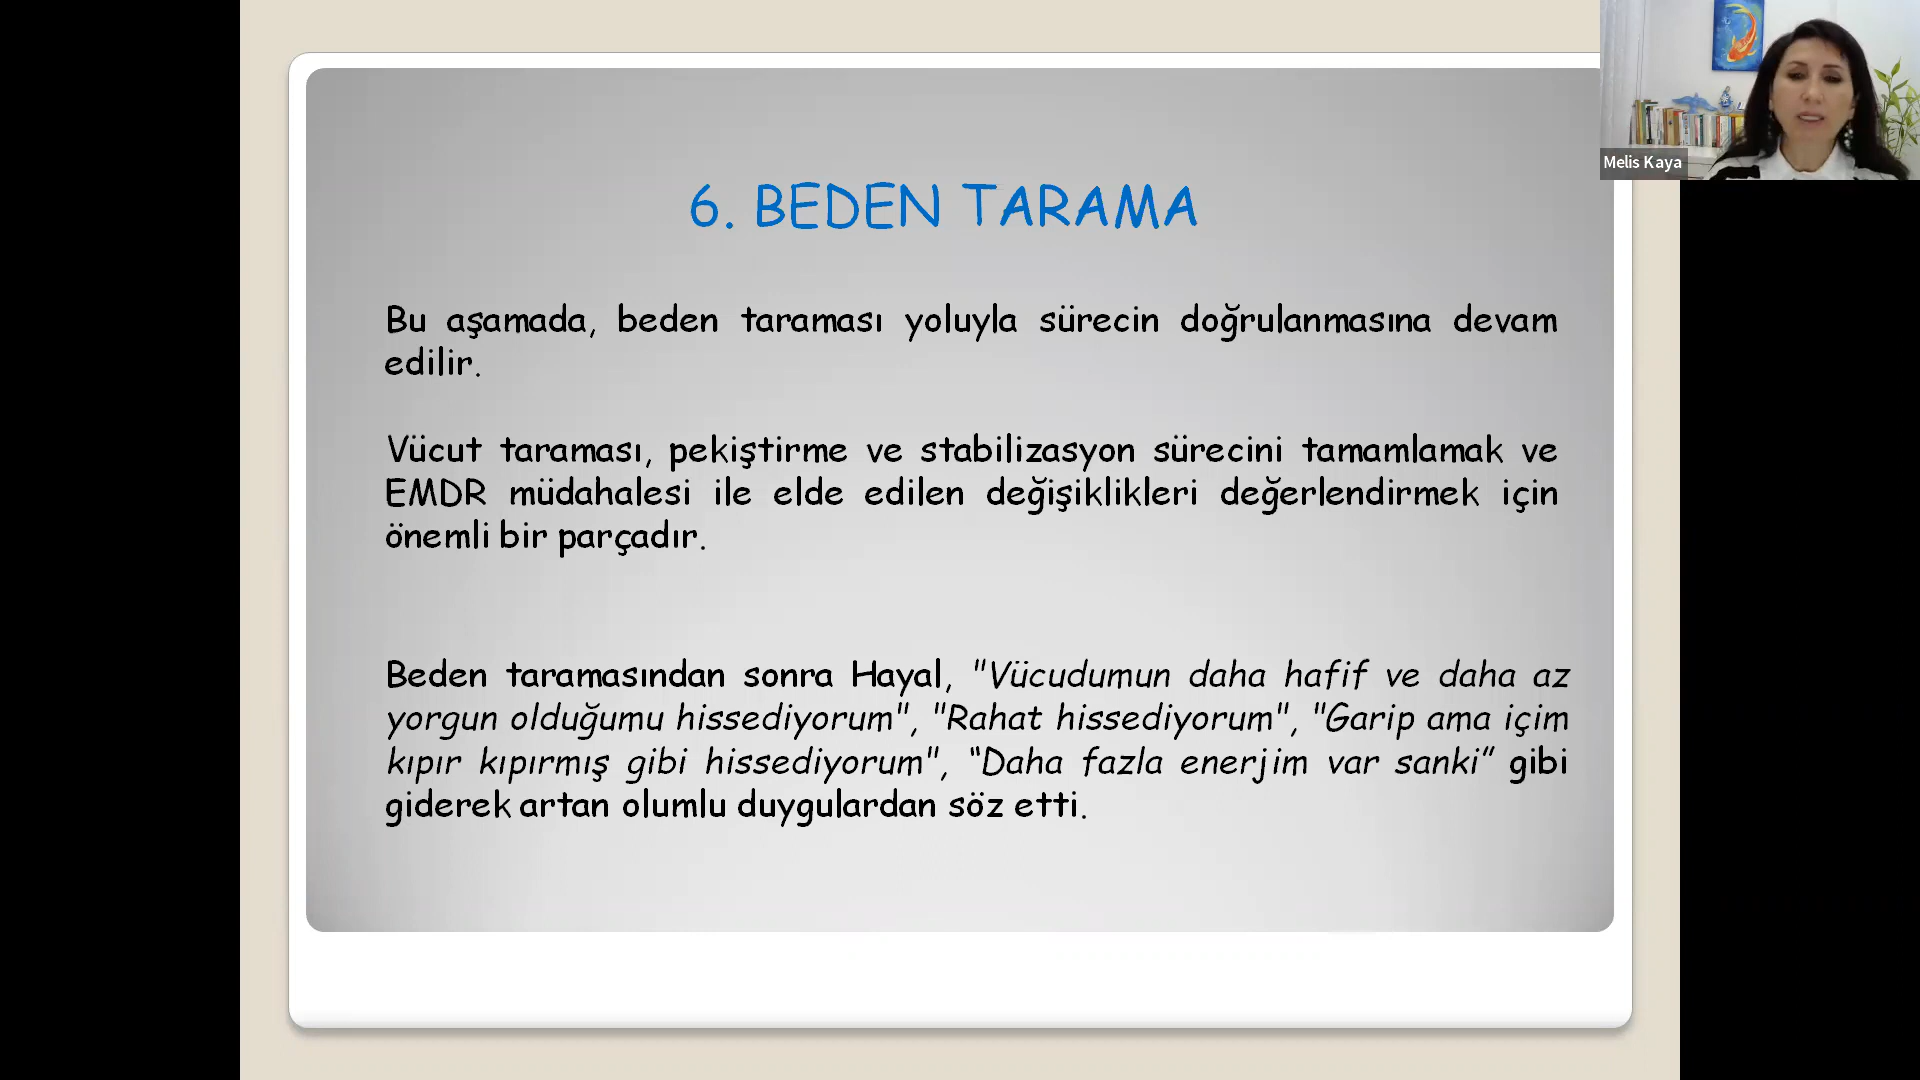 6. BEDEN TARAMA
Bu aşamada, beden taraması yoluyla sürecin doğrulanmasına devam
edilir.
Vücut taraması, pekiştirme ve stabilizasyon sürecini tamamlamak ve
EMDR müdahalesi ile elde edilen değişiklikleri değerlendirmek için
önemli bir parçadır.
Beden taramasından sonra Hayal, "Vücudumun daha hafif ve daha az
yorgun olduğumu hissediyorum", "Rahat hissediyorum", "Garip ama içim
kıpır kıpırmış gibi hissediyorum", “Daha fazla enerjim var sanki” gibi
giderek artan olumlu duygulardan söz etti.
Melis Kaya